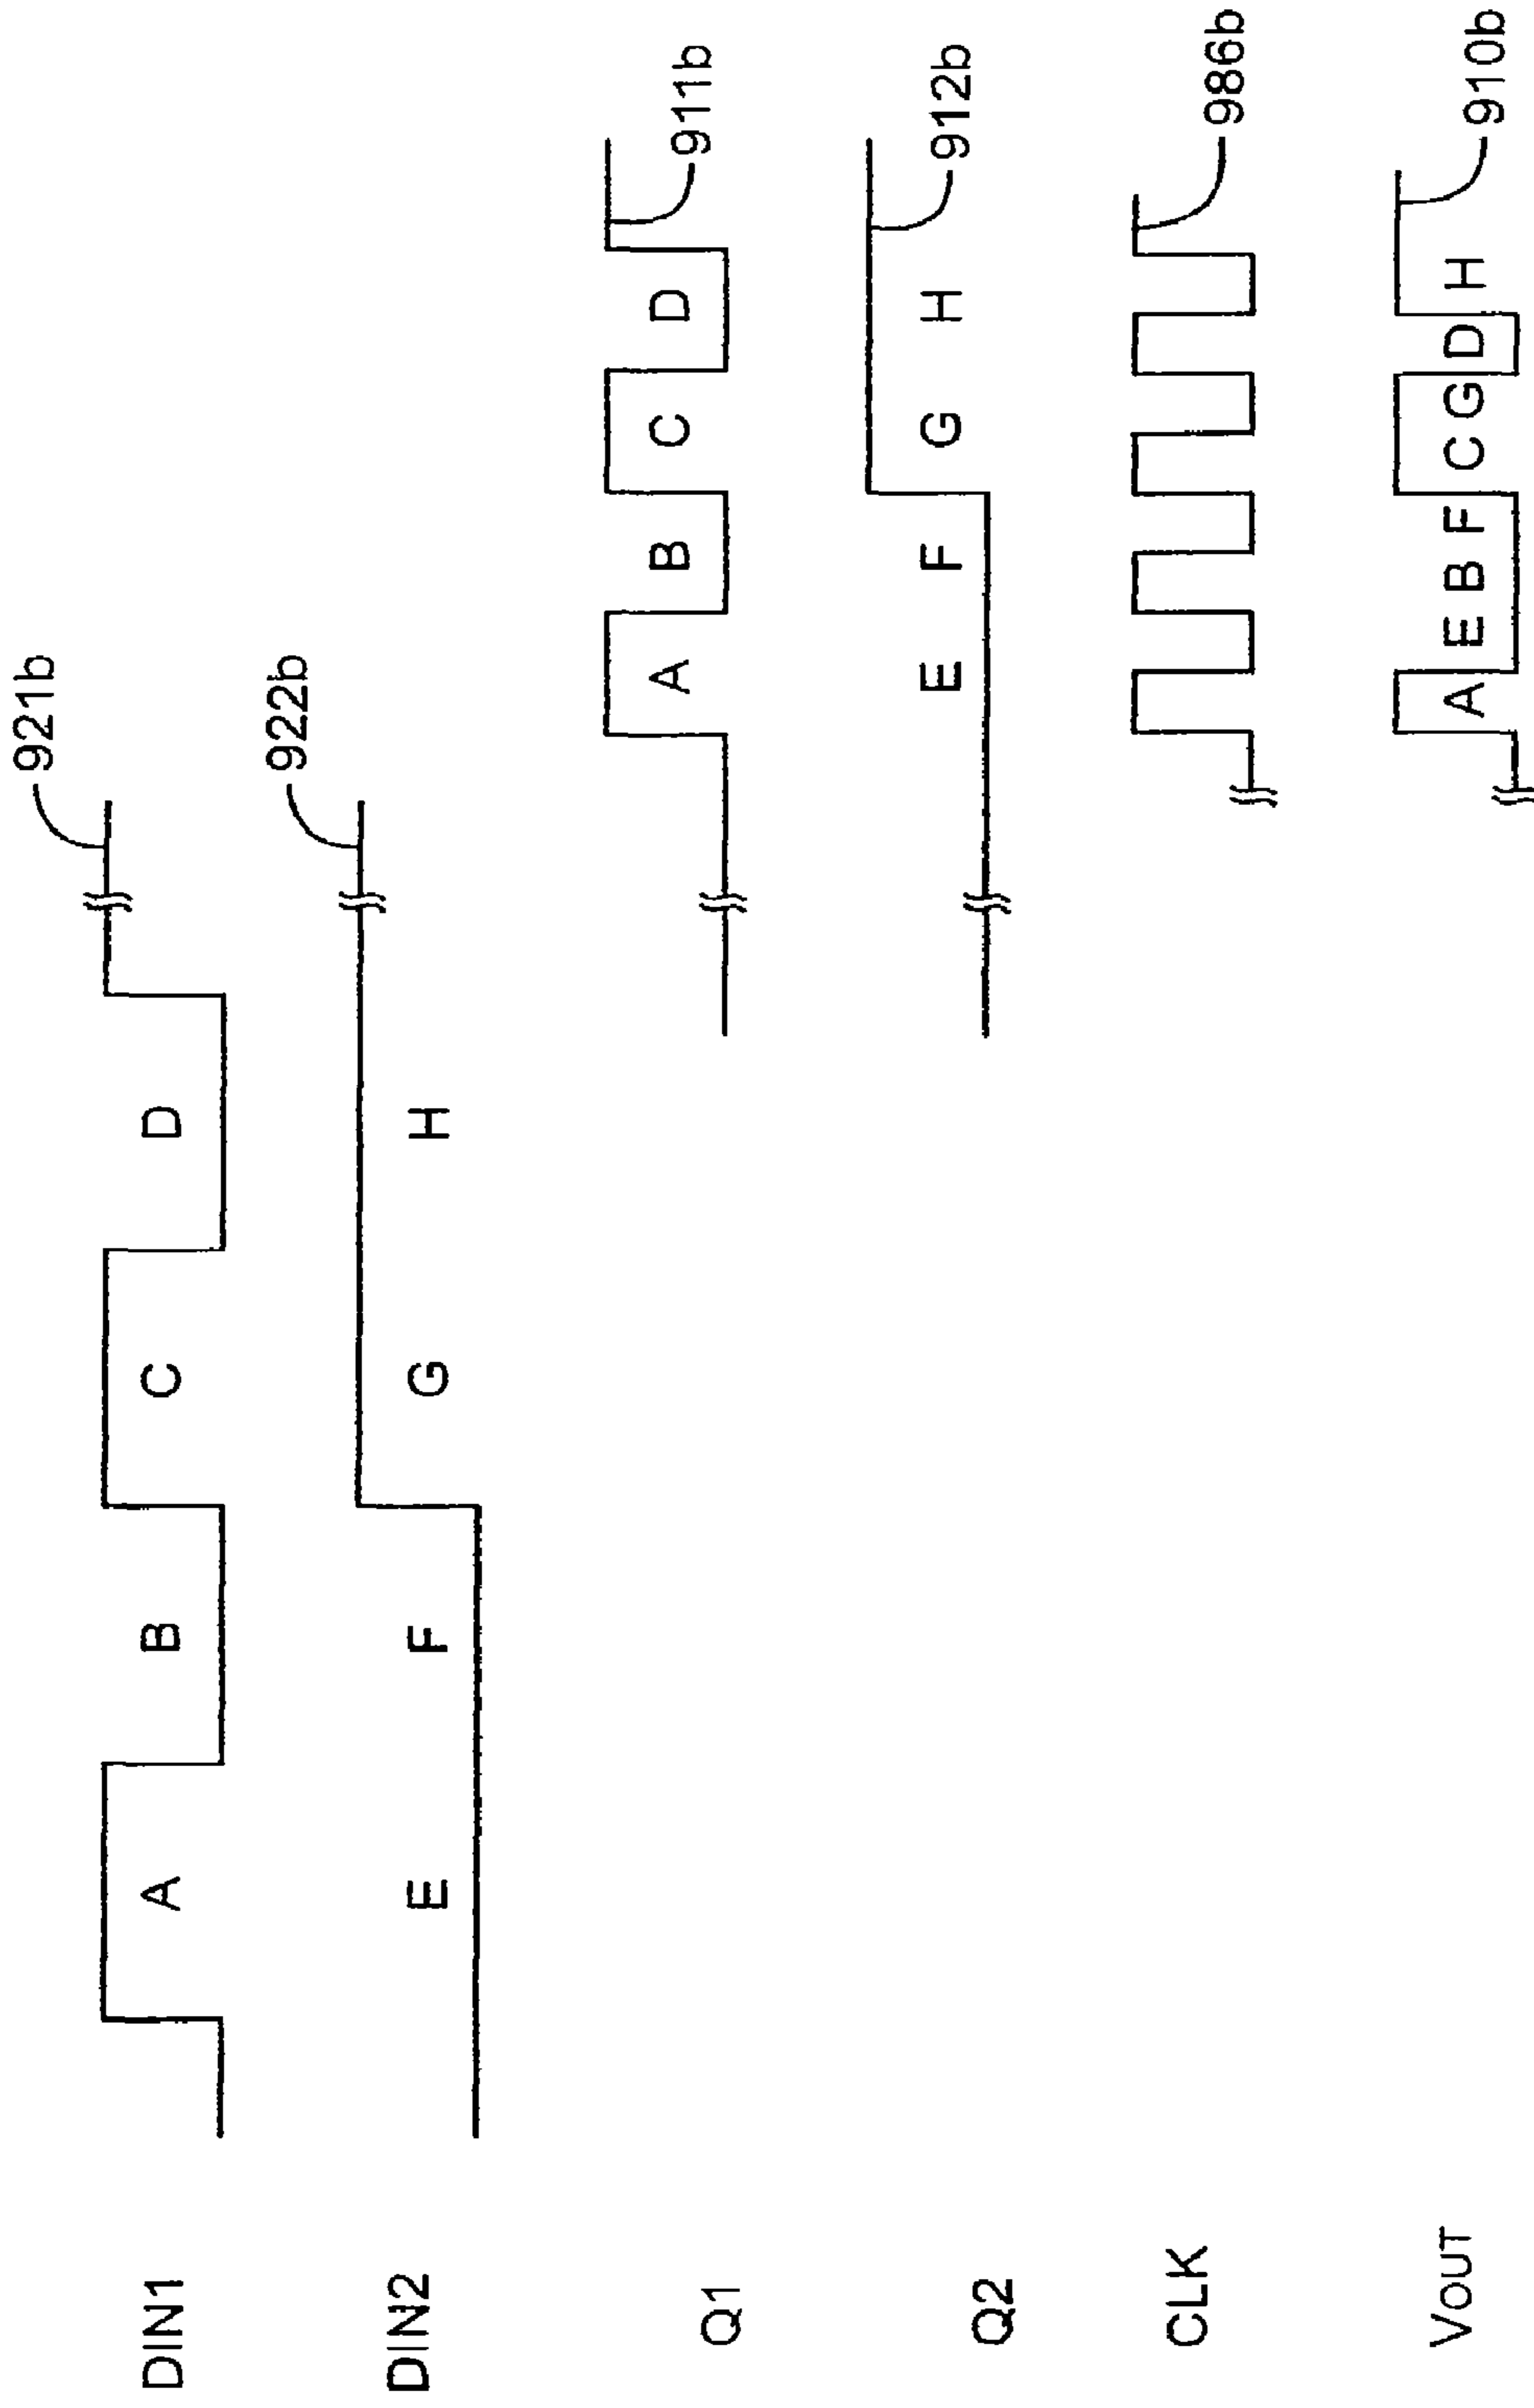 DIN1 A B C D 921b
DIN2 E F G H 922b
Q1 A B C D 911b
Q2 E F G H 912b
CLK 986b
VOUT A E B F C G D H 910b